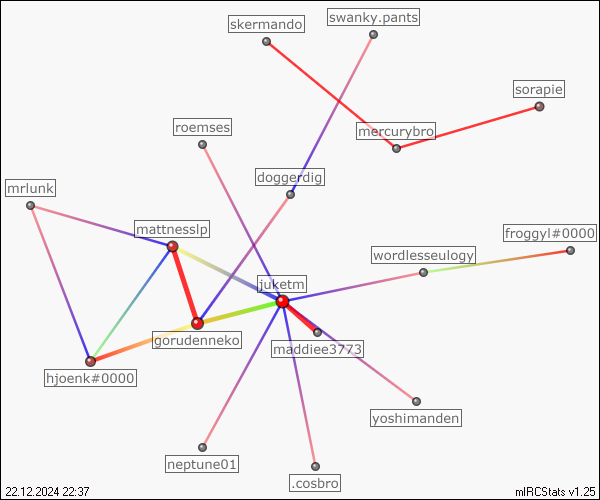 swanky.pants
skermando
sorapie
roemses
mercurybro
doggerdig
mrlunk
mattnesslp
froggyl#0000
wordlesseulogy
juketm
gorudenneko
maddiee3773
hjoenk#0000
yoshimanden
neptune01
.cosbro
22.12.2024 22:37
mIRCStats v1.25